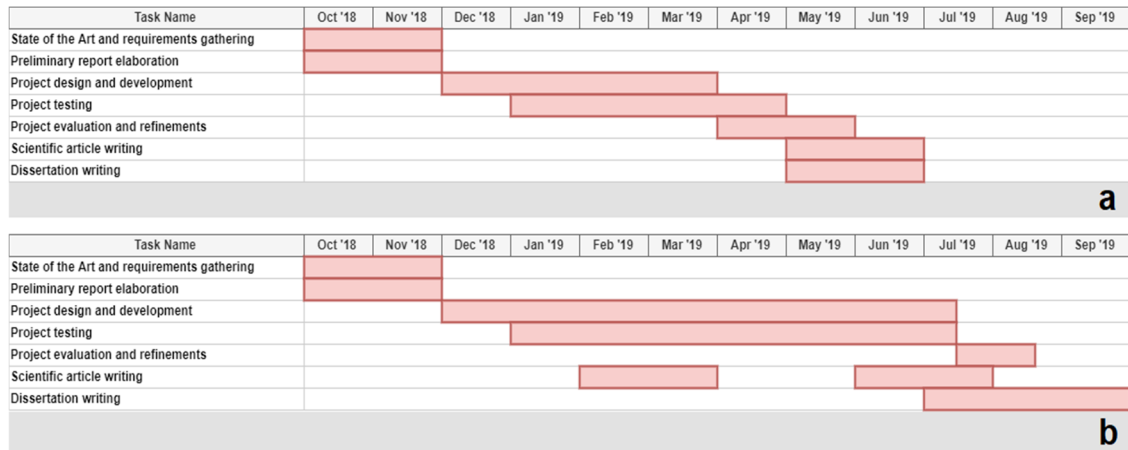 Task Name Oct '18 Nov '18 Dec '18 Jan '19 Feb '19 Mar '19 Apr '19 May '19 Jun '19 Jul '19 Aug '19 Sep '19
State of the Art and requirements gathering
Preliminary report elaboration
Project design and development
Project testing
Project evaluation and refinements
Scientific article writing
Dissertation writing
a
Task Name Oct '18 Nov '18 Dec '18 Jan '19 Feb '19 Mar '19 Apr '19 May '19 Jun '19 Jul '19 Aug '19 Sep '19
State of the Art and requirements gathering
Preliminary report elaboration
Project design and development
Project testing
Project evaluation and refinements
Scientific article writing
Dissertation writing
b